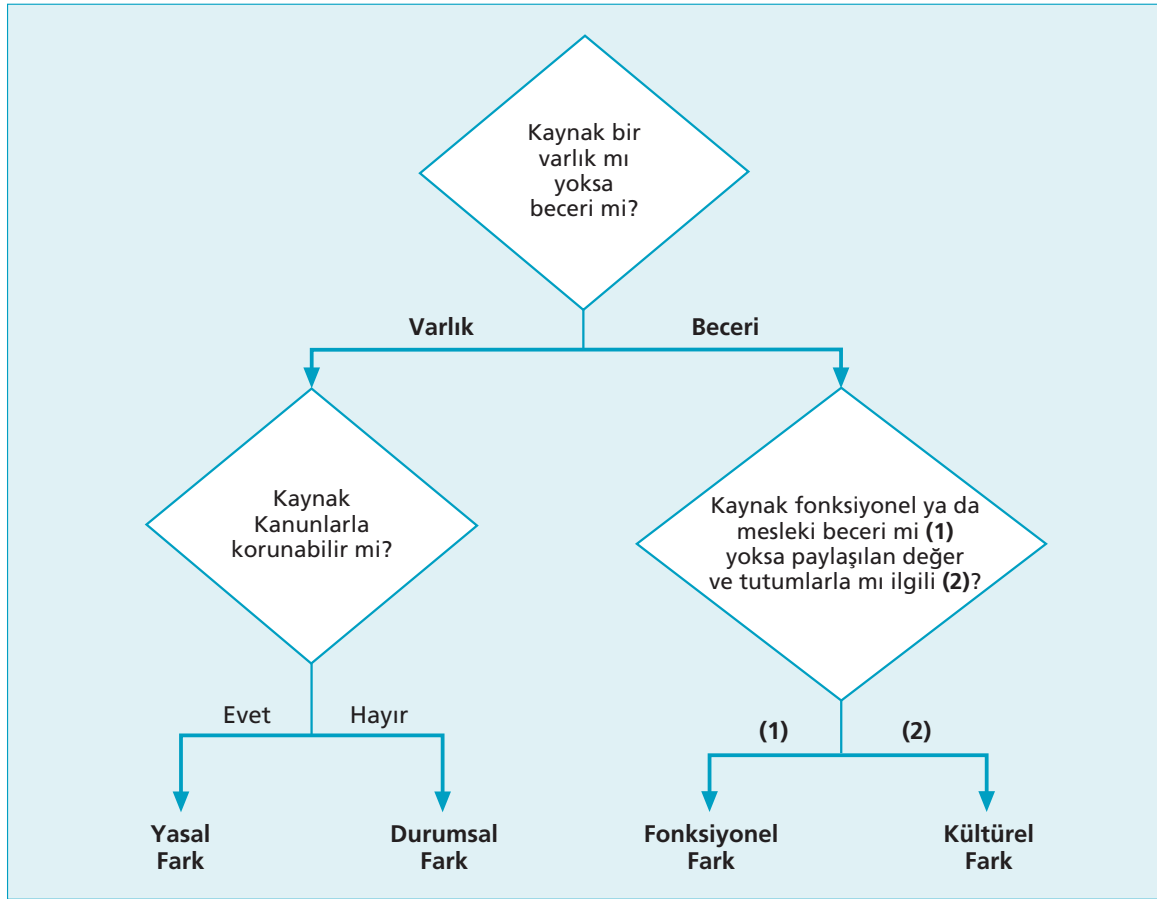 Kaynak bir
varlık mı
yoksa
beceri mi?
Varlık
Beceri
Kaynak
Kanunlarla
korunabilir mi?
Kaynak fonksiyonel ya da
mesleki beceri mi (1)
yoksa paylaşılan değer
ve tutumlarla mı ilgili (2)?
Evet
Hayır
(1)
(2)
Yasal
Fark
Durumsal
Fark
Fonksiyonel
Fark
Kültürel
Fark